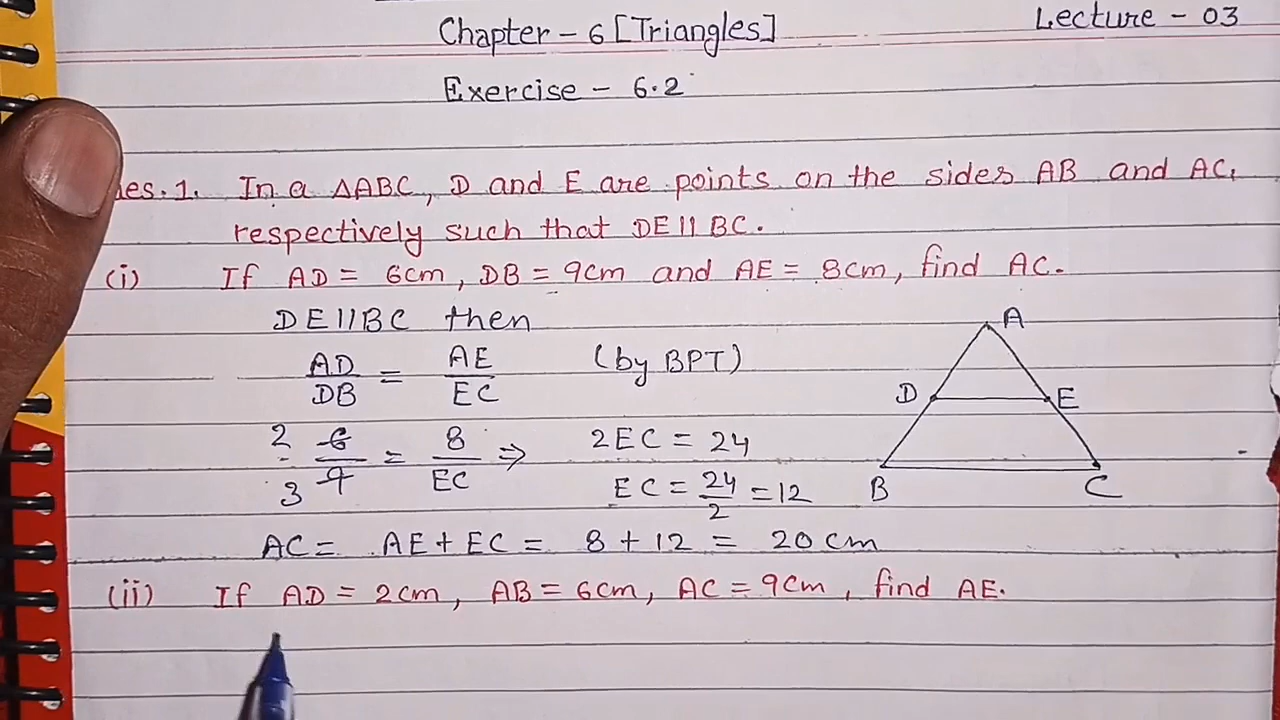 Chapter - 6 [Triangles]
Lecture - 03
Exercise - 6.2
es.1. In a ΔABC, D and E are points on the sides AB and AC,
respectively such that DE || BC.
(i) If AD = 6cm, DB = 9cm and AE = 8cm, find AC.
DE || BC then
AD/DB = AE/EC (by BPT)
2/3 6/9 = 8/EC ⇒ 2EC = 24
EC = 24/2 = 12
AC = AE + EC = 8 + 12 = 20 cm
(ii) If AD = 2cm, AB = 6cm, AC = 9cm, find AE.
A
D
E
B
C